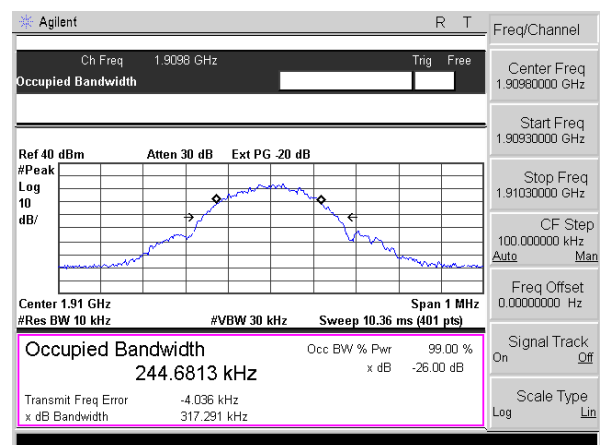 Agilent R T
Ch Freq 1.9098 GHz Trig Free
Occupied Bandwidth
Ref 40 dBm Atten 30 dB Ext PG -20 dB
#Peak
Log
10
dB/
Center 1.91 GHz Span 1 MHz
#Res BW 10 kHz #VBW 30 kHz Sweep 10.36 ms (401 pts)
Occupied Bandwidth Occ BW % Pwr 99.00 %
244.6813 kHz x dB -26.00 dB
Transmit Freq Error -4.036 kHz
x dB Bandwidth 317.291 kHz
Freq/Channel
Center Freq
1.90980000 GHz
Start Freq
1.90930000 GHz
Stop Freq
1.91030000 GHz
CF Step
100.000000 kHz
Auto Man
Freq Offset
0.00000000 Hz
Signal Track
On Off
Scale Type
Log Lin